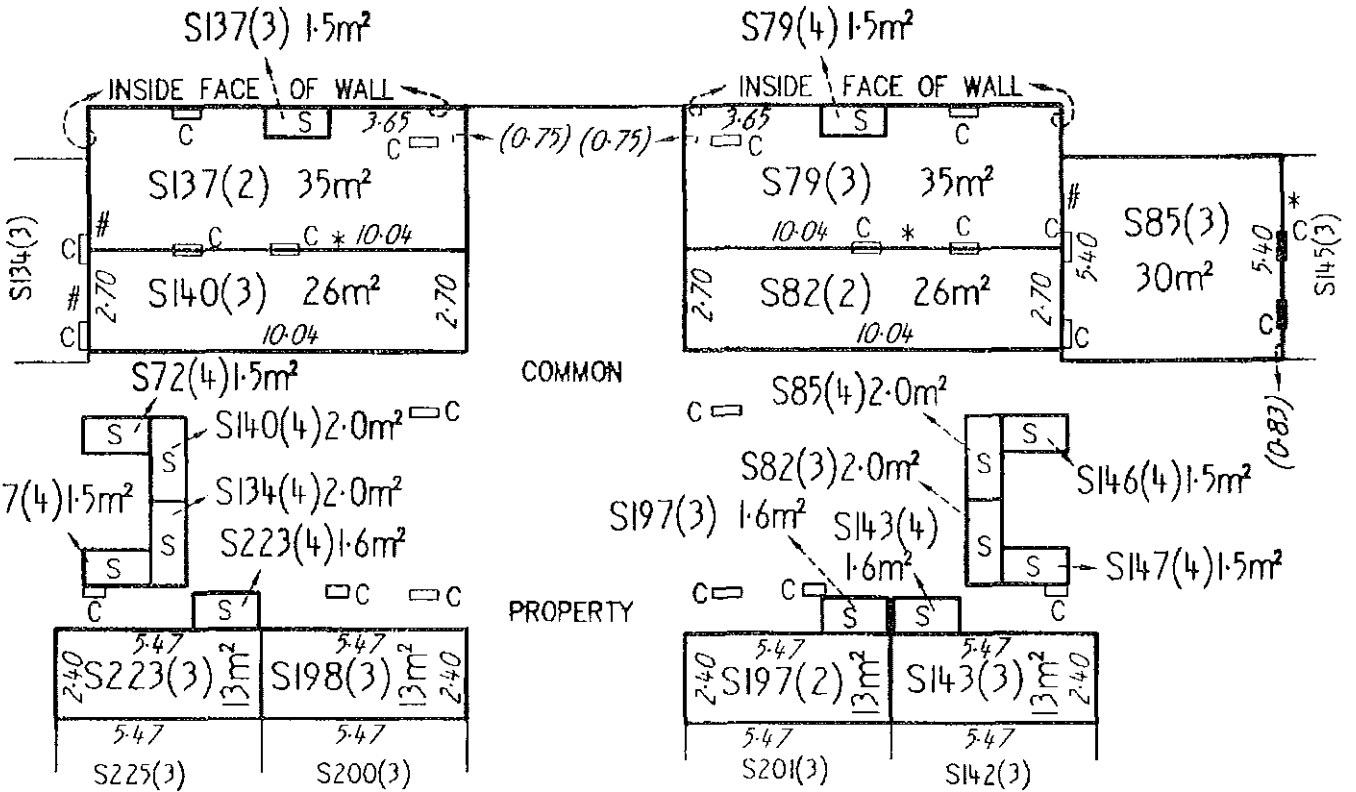 S137(3) 1·5m² S79(4) 1·5m²
INSIDE FACE OF WALL INSIDE FACE OF WALL
C S 3·65 3·65 S C
C (0·75) (0·75) C
S137(2) 35m² S79(3) 35m²
S134(3) # C C C * 10·04 10·04 C * C C # 5·40 S85(3) 30m² 5·40 * C S145(3)
2·70 S140(3) 26m² 2·70 2·70 S82(2) 26m² 2·70
# C 10·04 10·04 C
COMMON
S72(4) 1·5m² S85(4) 2·0m² (0·83)
S S S140(4) 2·0m² C C S S
S134(4) 2·0m² S82(3) 2·0m² S146(4) 1·5m²
7(4) 1·5m² S S S223(4) 1·6m² S197(3) 1·6m² S143(4) 1·6m² S S S147(4) 1·5m²
C S C C PROPERTY C C S S C
5·47 5·47 5·47 5·47
2·40 S223(3) 13m² S198(3) 13m² 2·40 2·40 S197(2) 13m² S143(3) 13m² 2·40
5·47 5·47 5·47 5·47
S225(3) S200(3) S201(3) S142(3)